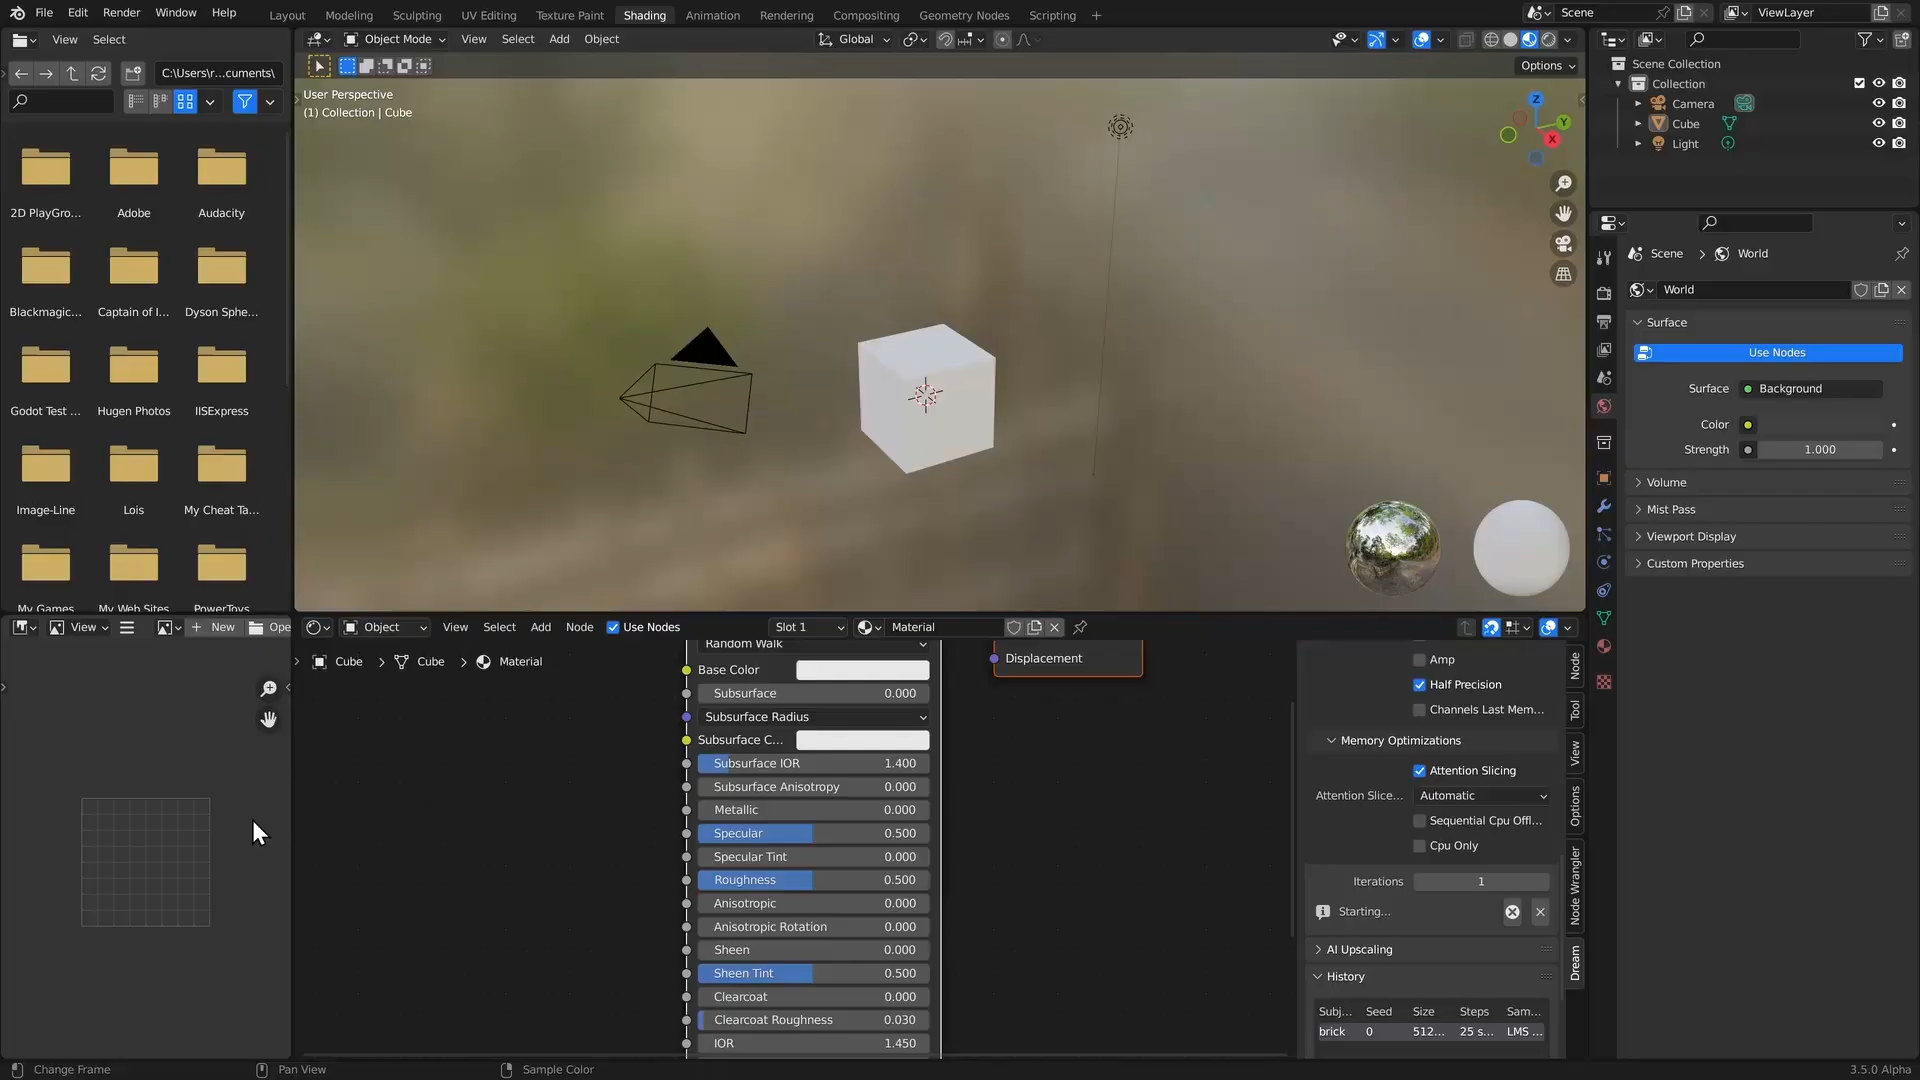 File Edit Render Window Help
Layout Modeling Sculpting UV Editing Texture Paint Shading Animation Rendering Compositing Geometry Nodes Scripting +
Scene
ViewLayer
View Select
Object Mode View Select Add Object
Global
C:\Users\r...cuments\
Options
User Perspective
(1) Collection | Cube
Z
Y
X
2D PlayGro... Adobe Audacity
Blackmagic... Captain of I... Dyson Sphe...
Godot Test ... Hugen Photos IISExpress
Image-Line Lois My Cheat Ta...
My Games My Web Sites PowerToys
Scene Collection
Collection
Camera
Cube
Light
Scene > World
World
Surface
Use Nodes
Surface Background
Color
Strength 1.000
Volume
Mist Pass
Viewport Display
Custom Properties
View
New
Ope
Object View Select Add Node Use Nodes
Slot 1
Material
Cube > Cube > Material
Random Walk
Base Color
Subsurface 0.000
Subsurface Radius
Subsurface C...
Subsurface IOR 1.400
Subsurface Anisotropy 0.000
Metallic 0.000
Specular 0.500
Specular Tint 0.000
Roughness 0.500
Anisotropic 0.000
Anisotropic Rotation 0.000
Sheen 0.000
Sheen Tint 0.500
Clearcoat 0.000
Clearcoat Roughness 0.030
IOR 1.450
Displacement
Amp
Half Precision
Channels Last Mem...
Memory Optimizations
Attention Slicing
Attention Slice... Automatic
Sequential Cpu Offl...
Cpu Only
Iterations 1
Starting...
AI Upscaling
History
Subj... Seed Size Steps Sam...
brick 0 512... 25 s... LMS ...
Node
Tool
View
Options
Node Wrangler
Dream
Change Frame
Pan View
Sample Color
3.5.0 Alpha